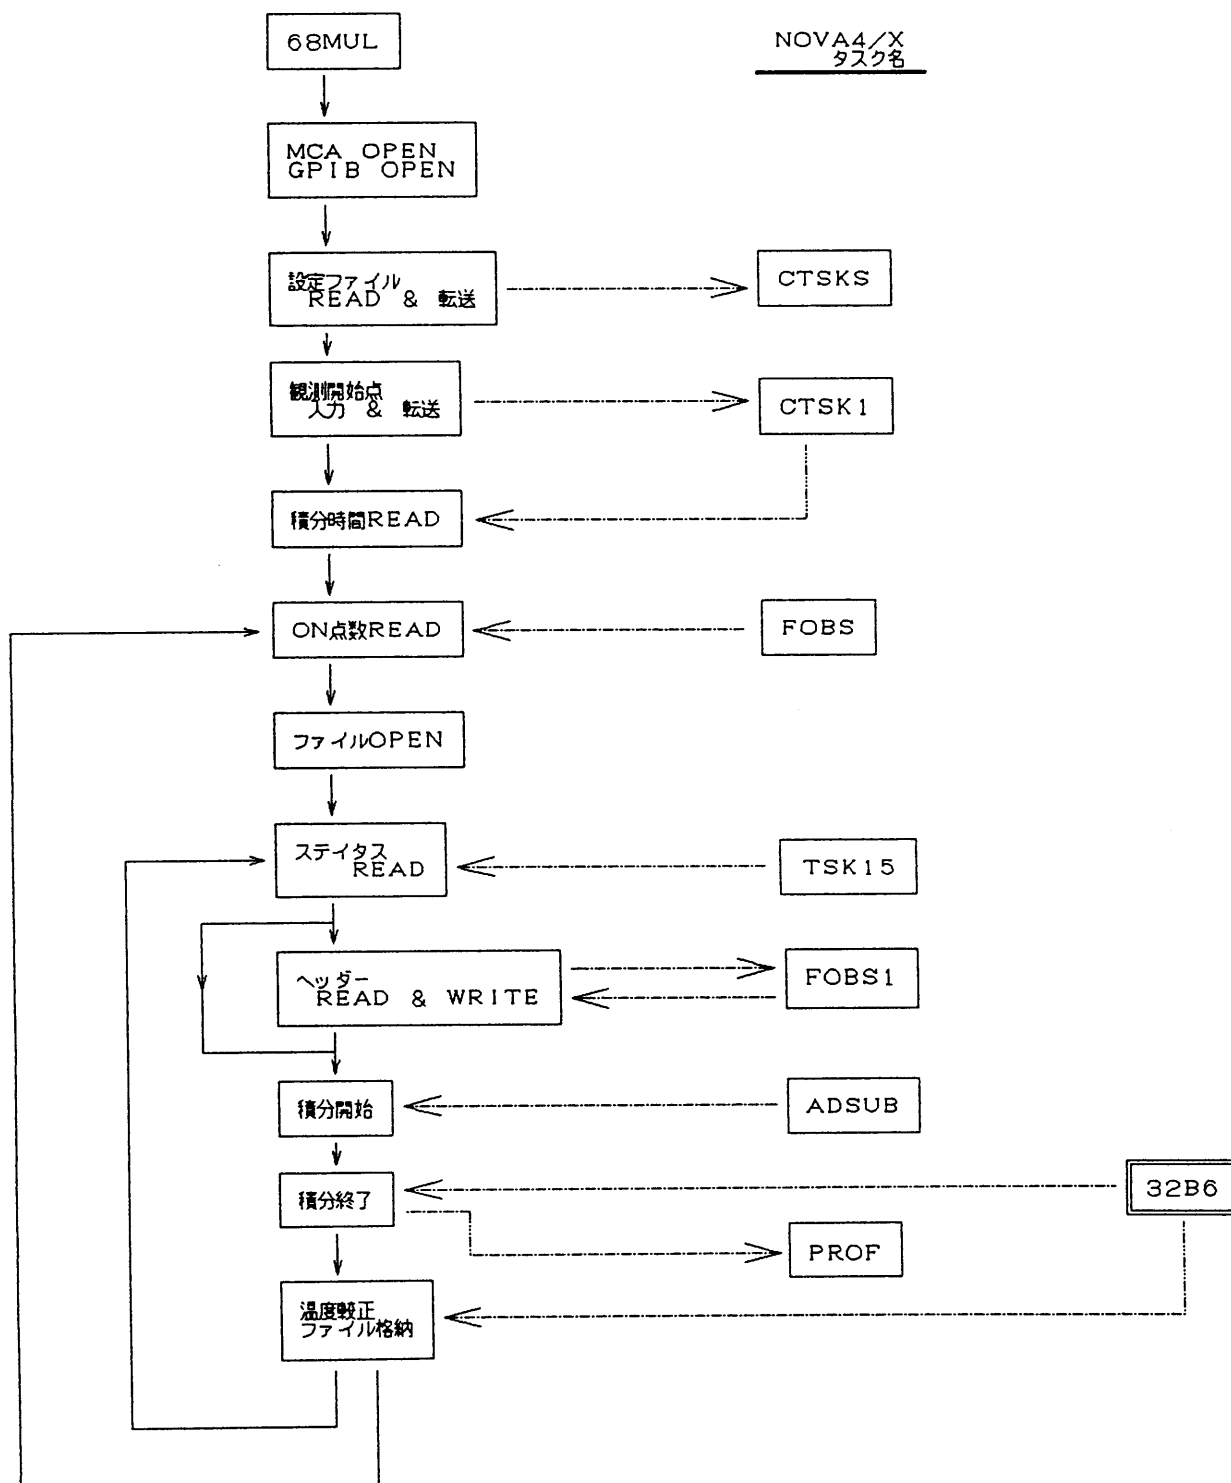 68MUL
NOVA4/X
タスク名
MCA OPEN
GPIB OPEN
設定ファイル
READ & 転送
CTSKS
観測開始点
入力 & 転送
CTSK1
積分時間READ
ON点数READ
FOBS
ファイルOPEN
ステイタス
READ
TSK15
ヘッダー
READ & WRITE
FOBS1
積分開始
ADSUB
積分終了
32B6
PROF
温度較正
ファイル格納